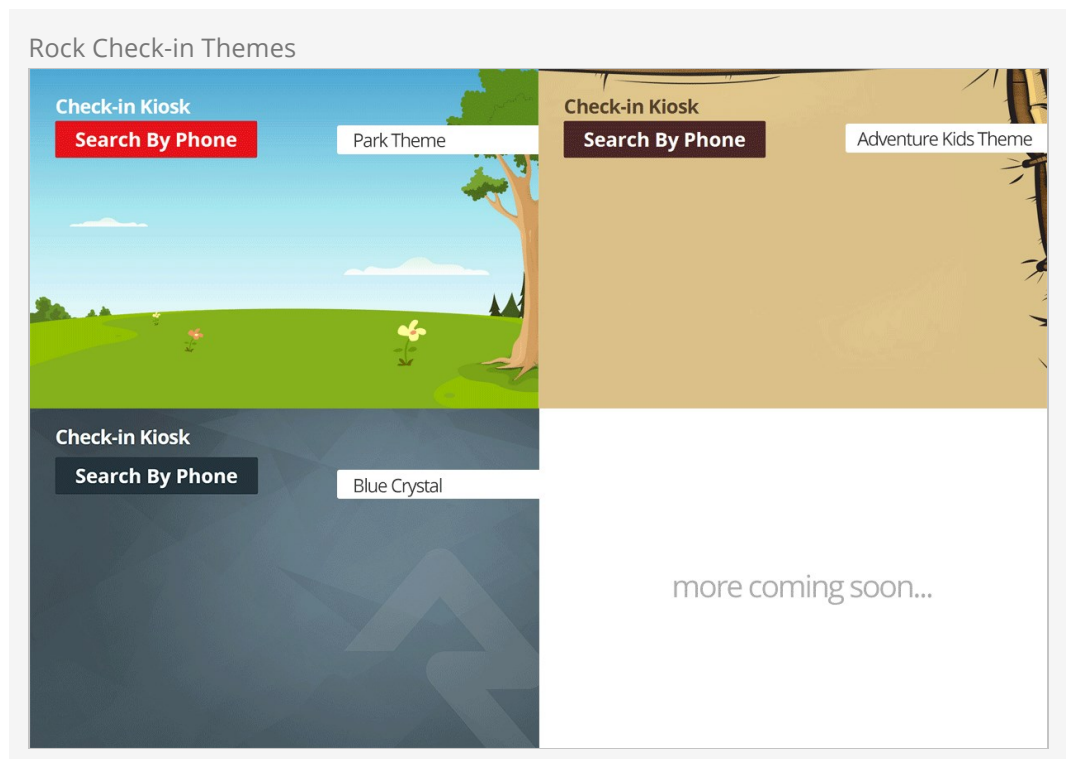 Rock Check-in Themes
Check-in Kiosk
Search By Phone
Park Theme
Check-in Kiosk
Search By Phone
Adventure Kids Theme
Check-in Kiosk
Search By Phone
Blue Crystal
more coming soon...